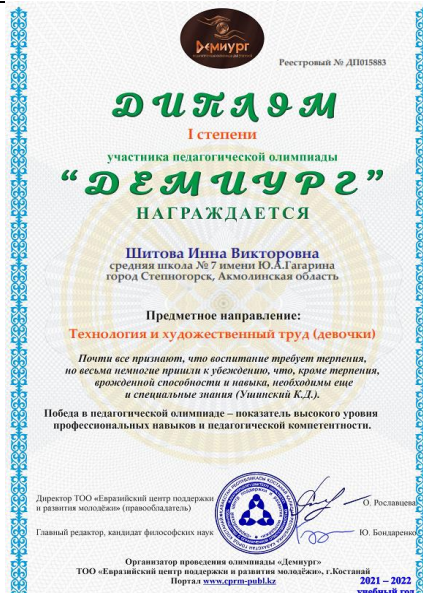 Демиург
Реестровый № ДП015883
ДИПЛОМ
I степени
участника педагогической олимпиады
“ДЕМИУРГ”
НАГРАЖДАЕТСЯ
Шитова Инна Викторовна
средняя школа № 7 имени Ю.А.Гагарина
город Степногорск, Акмолинская область
Предметное направление:
Технология и художественный труд (девочки)
Почти все признают, что воспитание требует терпения,
но весьма немногие пришли к убеждению, что, кроме терпения,
врожденной способности и навыка, необходимы еще
и специальные знания (Ушинский К.Д.).
Победа в педагогической олимпиаде – показатель высокого уровня
профессиональных навыков и педагогической компетентности.
Директор ТОО «Евразийский центр поддержки
и развития молодёжи» (правообладатель)
О. Рославцева
Главный редактор, кандидат философских наук
Ю. Бондаренко
Организатор проведения олимпиады «Демиург»
ТОО «Евразийский центр поддержки и развития молодёжи», г.Костанай
Портал www.cprm-publ.kz
2021 – 2022
учебный год